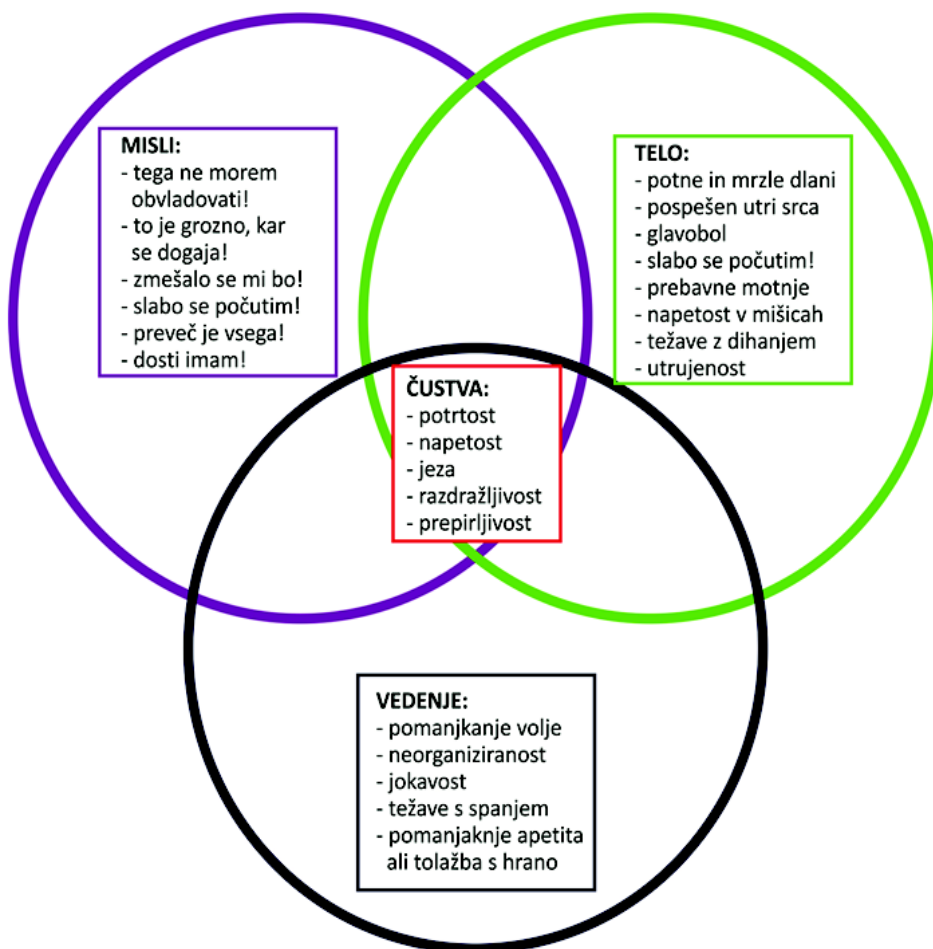 MISLI:
- tega ne morem
obvladovati!
- to je grozno, kar
se dogaja!
- zmešalo se mi bo!
- slabo se počutim!
- preveč je vsega!
- dosti imam!
TELO:
- potne in mrzle dlani
- pospešen utri srca
- glavobol
- slabo se počutim!
- prebavne motnje
- napetost v mišicah
- težave z dihanjem
- utrujenost
ČUSTVA:
- potrtost
- napetost
- jeza
- razdražljivost
- prepirljivost
VEDENJE:
- pomanjkanje volje
- neorganiziranost
- jokavost
- težave s spanjem
- pomanjaknje apetita
ali tolažba s hrano